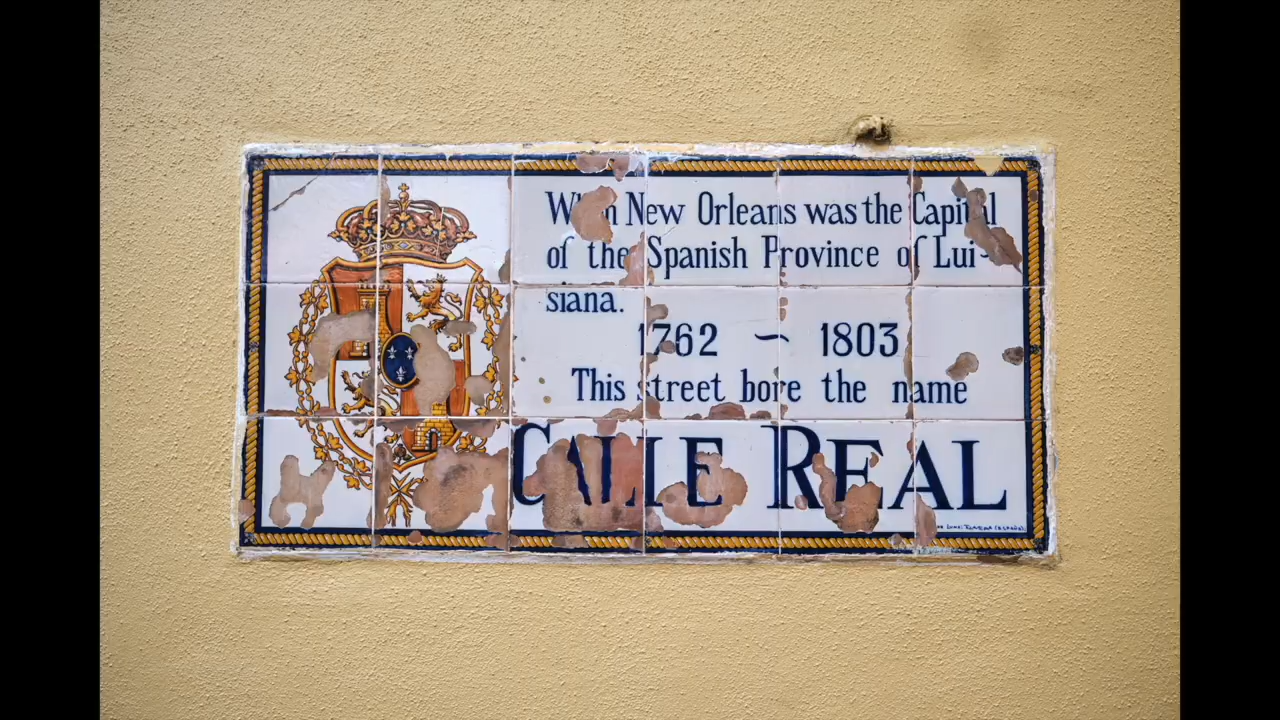 When New Orleans was the Capital
of the Spanish Province of Lui-
siana.
1762 ~ 1803
This street bore the name
CALLE REAL